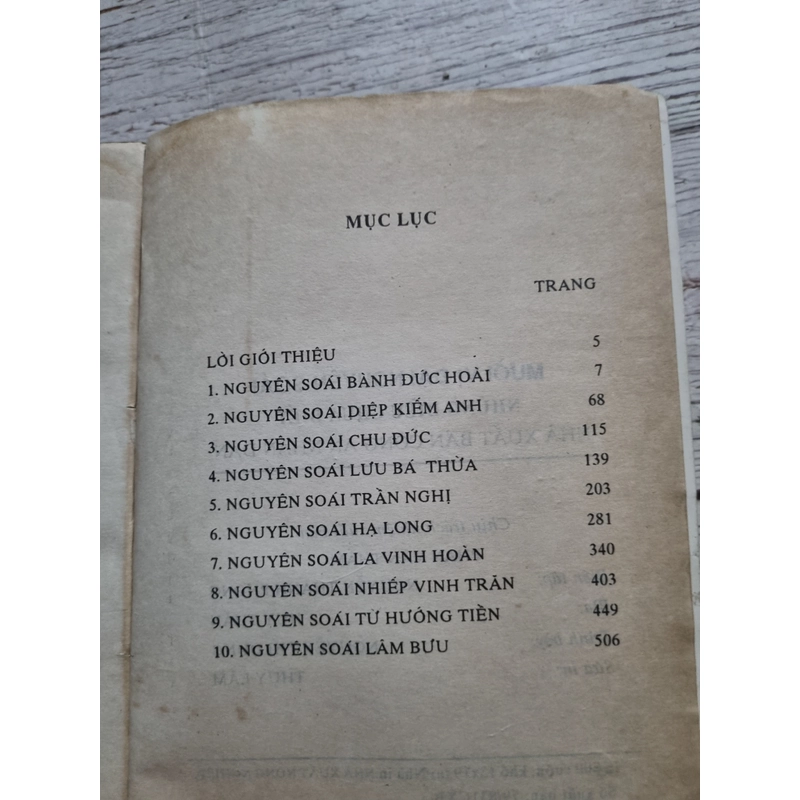 MỤC LỤC
TRANG
LỜI GIỚI THIỆU 5
1. NGUYÊN SOÁI BÀNH ĐỨC HOÀI 7
2. NGUYÊN SOÁI DIỆP KIẾM ANH 68
3. NGUYÊN SOÁI CHU ĐỨC 115
4. NGUYÊN SOÁI LƯU BÁ THỪA 139
5. NGUYÊN SOÁI TRẦN NGHỊ 203
6. NGUYÊN SOÁI HẠ LONG 281
7. NGUYÊN SOÁI LA VINH HOÀN 340
8. NGUYÊN SOÁI NHIẾP VINH TRĂN 403
9. NGUYÊN SOÁI TỪ HƯỚNG TIỀN 449
10. NGUYÊN SOÁI LÂM BƯU 506